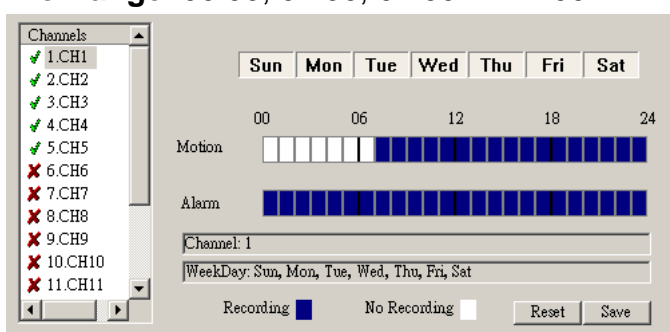 Channels
1.CH1
2.CH2
3.CH3
4.CH4
5.CH5
6.CH6
7.CH7
8.CH8
9.CH9
10.CH10
11.CH11
Sun Mon Tue Wed Thu Fri Sat
00 06 12 18 24
Motion
Alarm
Channel: 1
WeekDay: Sun, Mon, Tue, Wed, Thu, Fri, Sat
Recording No Recording Reset Save